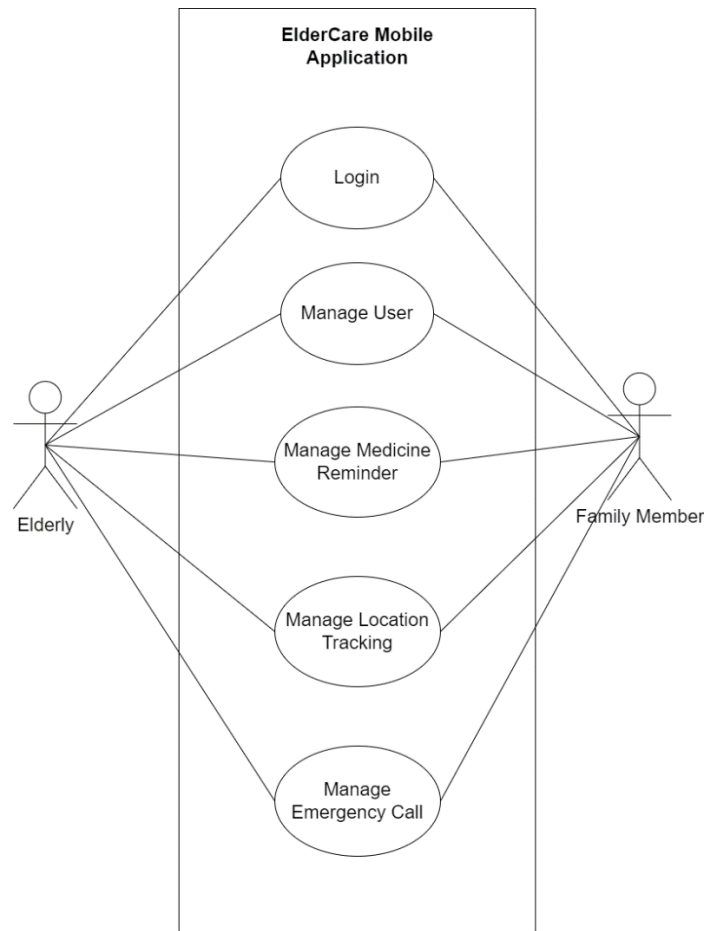 ElderCare Mobile
Application
Login
Manage User
Manage Medicine
Reminder
Elderly
Family Member
Manage Location
Tracking
Manage
Emergency Call